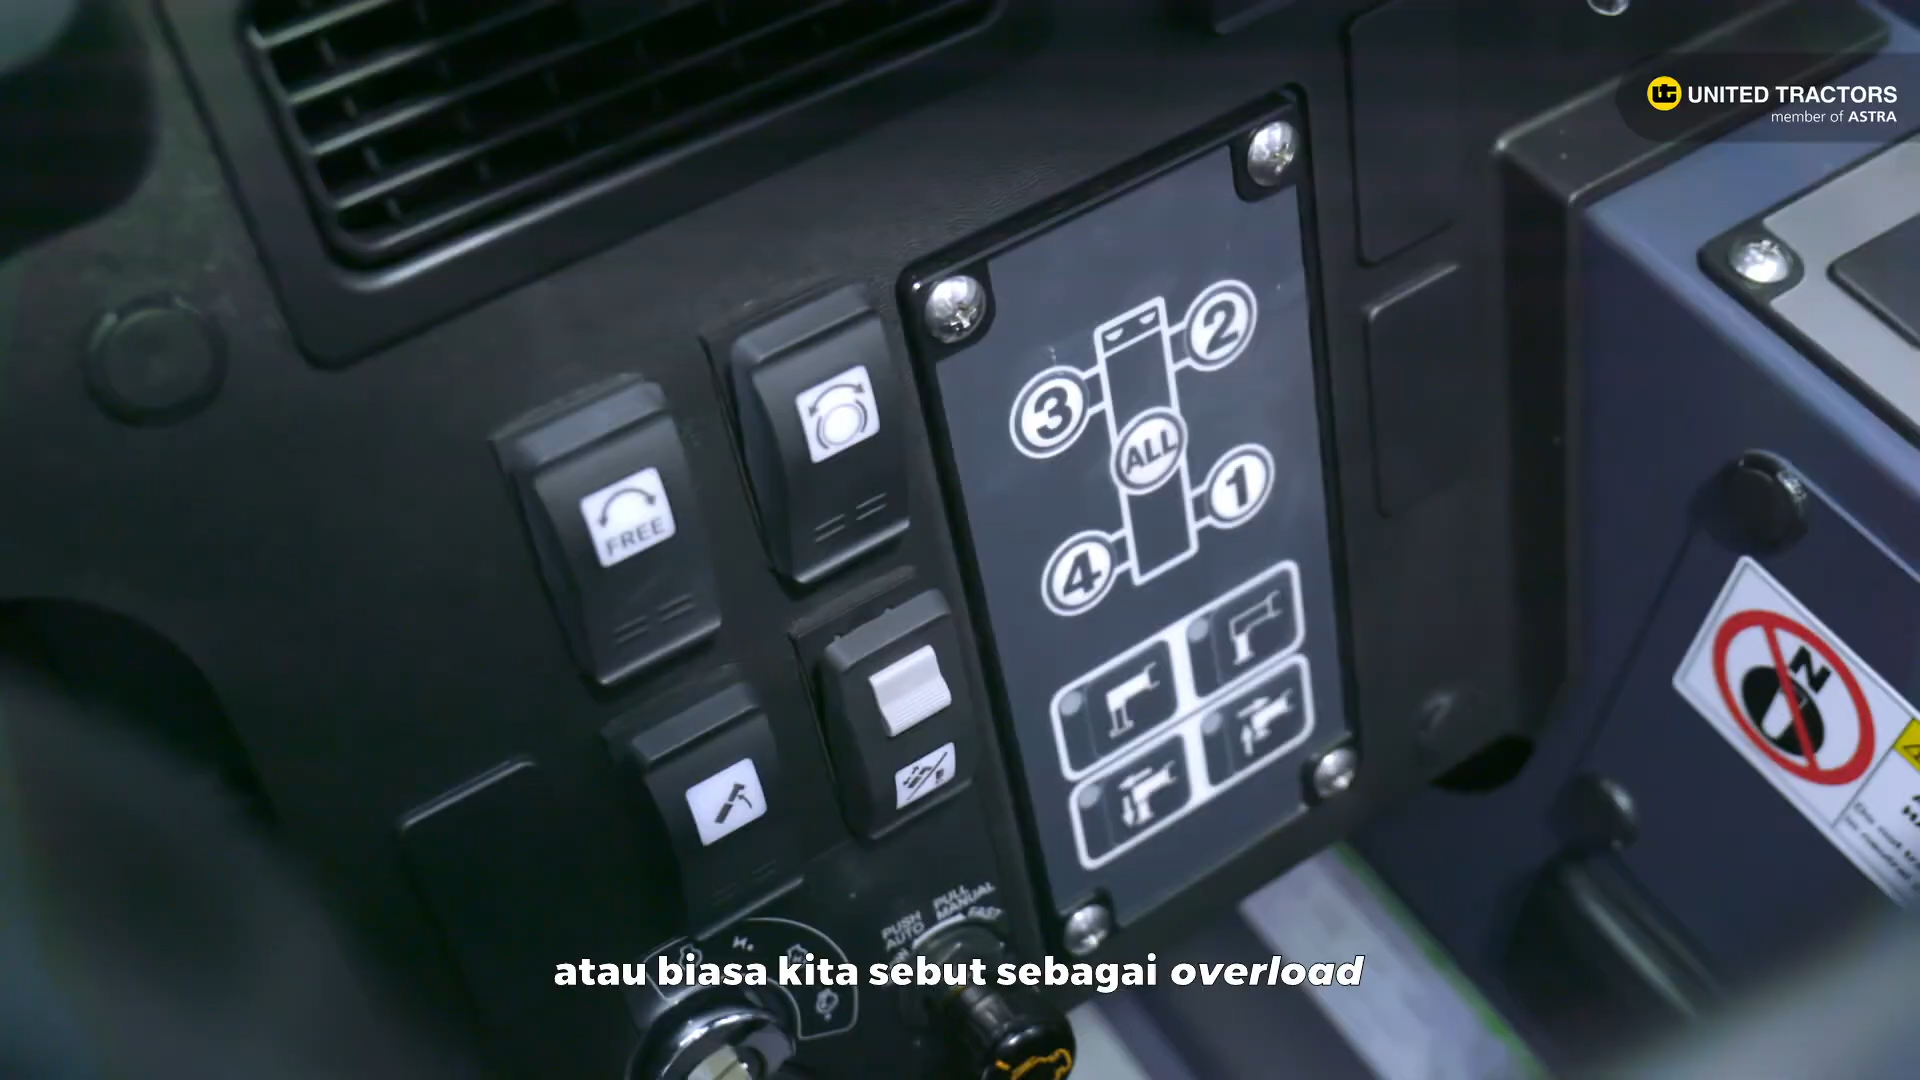 UNITED TRACTORS
member of ASTRA
2
3
ALL
1
4
FREE
N
PUSH
AUTO
PULL
MANUAL
FAST
atau biasa kita sebut sebagai overload